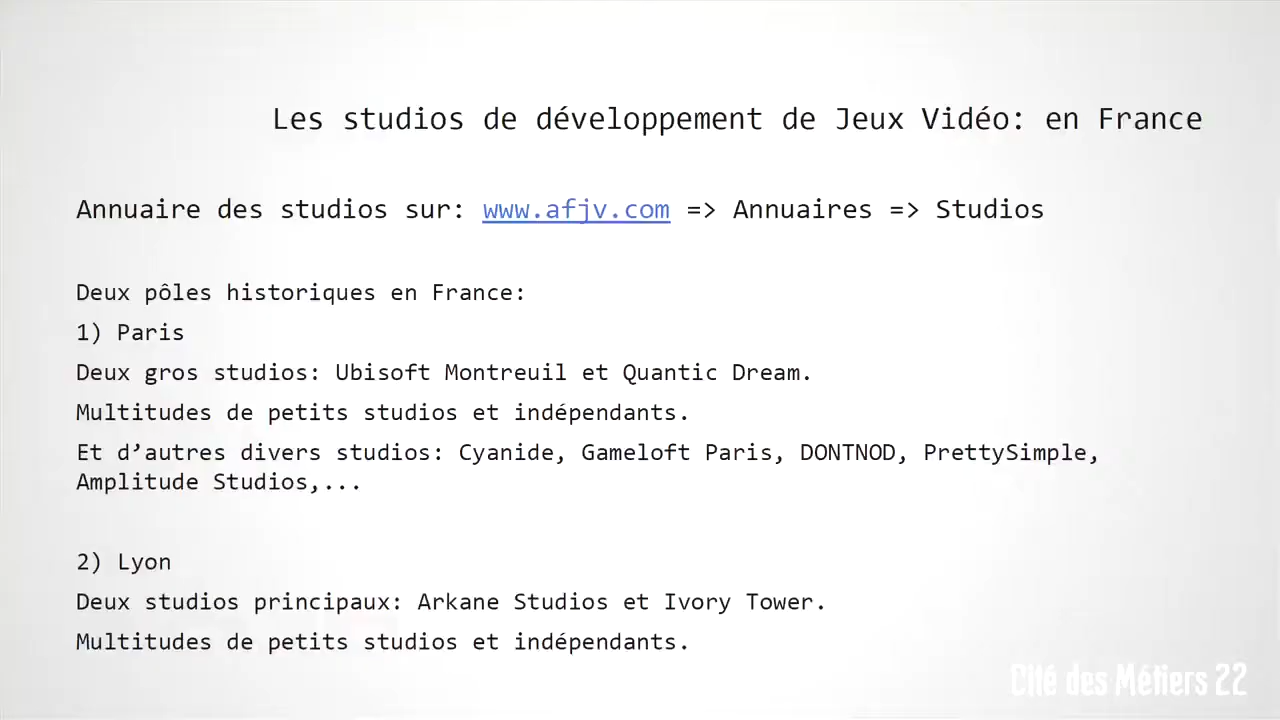 Les studios de développement de Jeux Vidéo: en France
Annuaire des studios sur: www.afjv.com => Annuaires => Studios
Deux pôles historiques en France:
1) Paris
Deux gros studios: Ubisoft Montreuil et Quantic Dream.
Multitudes de petits studios et indépendants.
Et d’autres divers studios: Cyanide, Gameloft Paris, DONTNOD, PrettySimple,
Amplitude Studios,...
2) Lyon
Deux studios principaux: Arkane Studios et Ivory Tower.
Multitudes de petits studios et indépendants.
Cité des Métiers 22